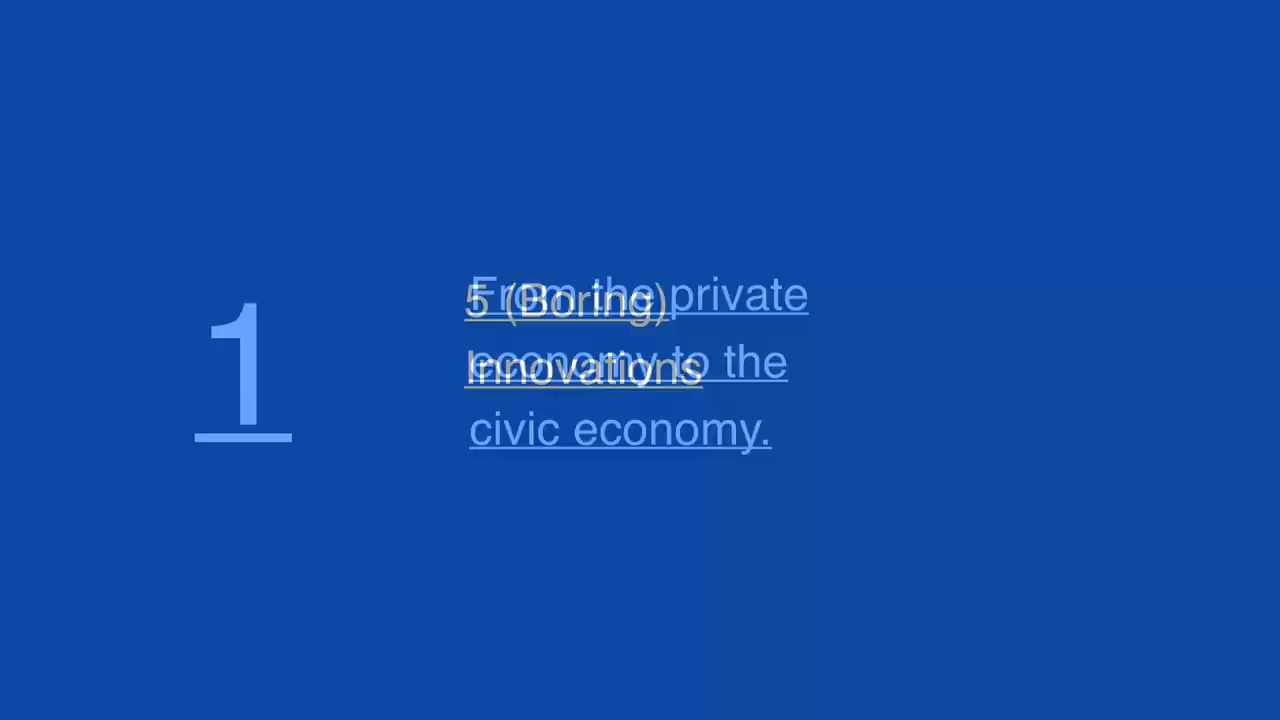 1
5 (Boring)
Innovations
From the private
economy to the
civic economy.